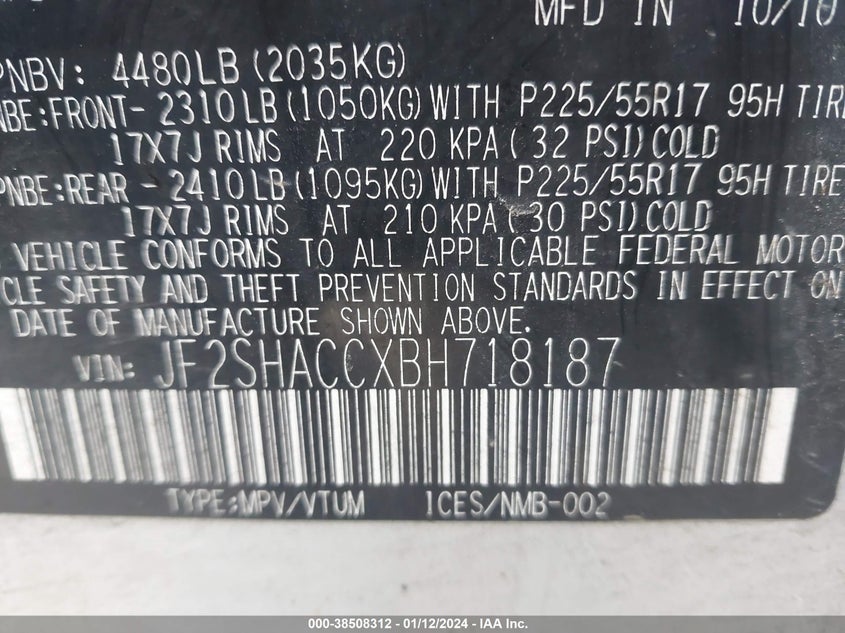 MFD IN 10/10
PNBV: 4480LB (2035KG)
NBE:FRONT- 2310LB (1050KG) WITH P225/55R17 95H TIRE
17X7J RIMS AT 220 KPA ( 32 PSI) COLD
PNBE:REAR - 2410LB (1095KG) WITH P225/55R17 95H TIRE
17X7J RIMS AT 210 KPA ( 30 PSI) COLD
VEHICLE CONFORMS TO ALL APPLICABLE FEDERAL MOTOR
CLE SAFETY AND THEFT PREVENTION STANDARDS IN EFFECT ON
DATE OF MANUFACTURE SHOWN ABOVE.
VIN: JF2SHACCXBH718187
TYPE:MPV/VTUM ICES/NMB-002
000-38508312 - 01/12/2024 - IAA Inc.